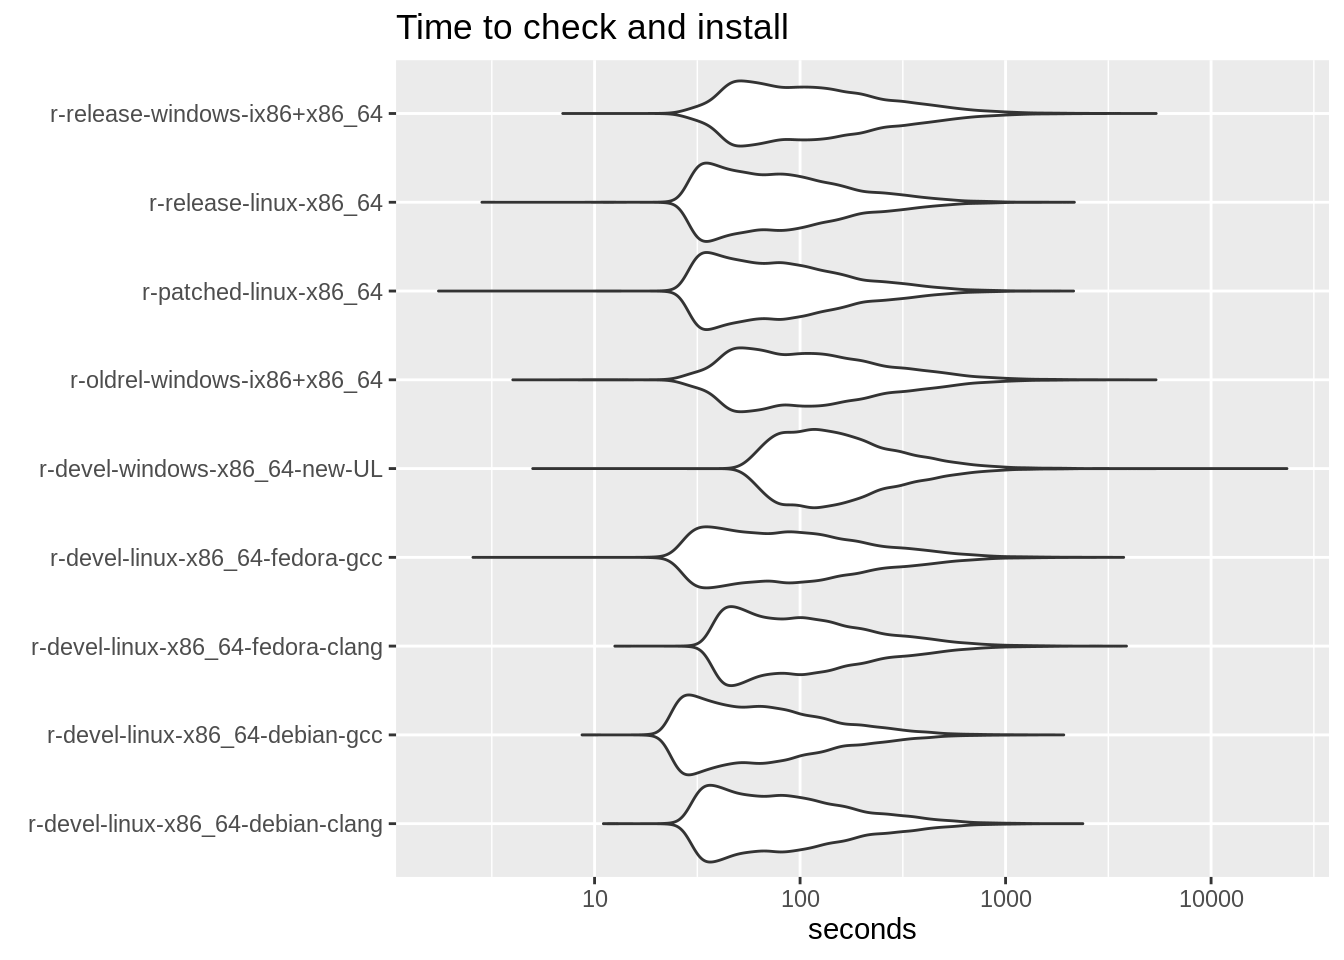 Time to check and install
r-release-windows-ix86+x86_64
r-release-linux-x86_64
r-patched-linux-x86_64
r-oldrel-windows-ix86+x86_64
r-devel-windows-x86_64-new-UL
r-devel-linux-x86_64-fedora-gcc
r-devel-linux-x86_64-fedora-clang
r-devel-linux-x86_64-debian-gcc
r-devel-linux-x86_64-debian-clang
10 100 1000 10000
seconds